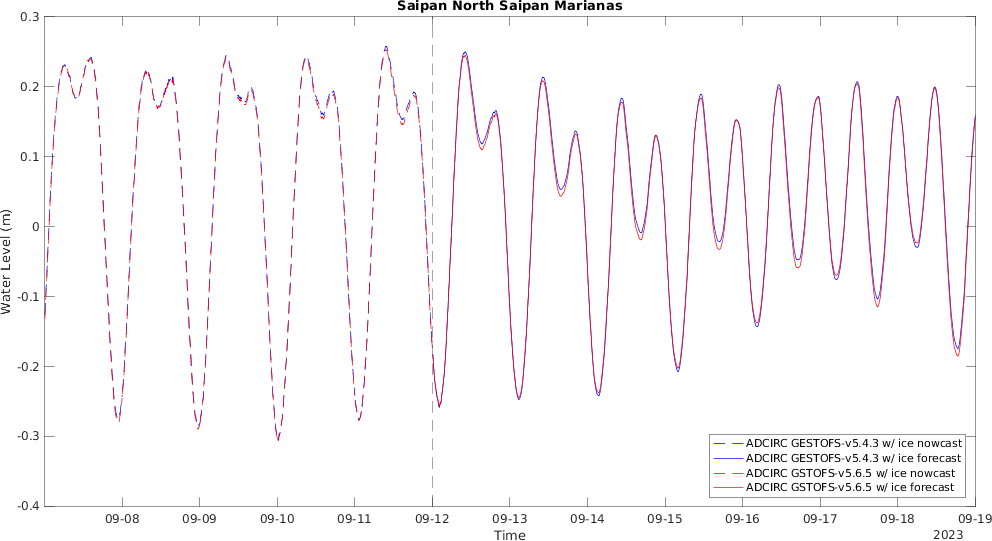 Saipan North Saipan Marianas
0.3
0.2
0.1
0
-0.1
-0.2
-0.3
-0.4
Water Level (m)
ADCIRC GESTOFS-v5.4.3 w/ ice nowcast
ADCIRC GESTOFS-v5.4.3 w/ ice forecast
ADCIRC GSTOFS-v5.6.5 w/ ice nowcast
ADCIRC GSTOFS-v5.6.5 w/ ice forecast
09-08 09-09 09-10 09-11 09-12 09-13 09-14 09-15 09-16 09-17 09-18 09-19
Time
2023